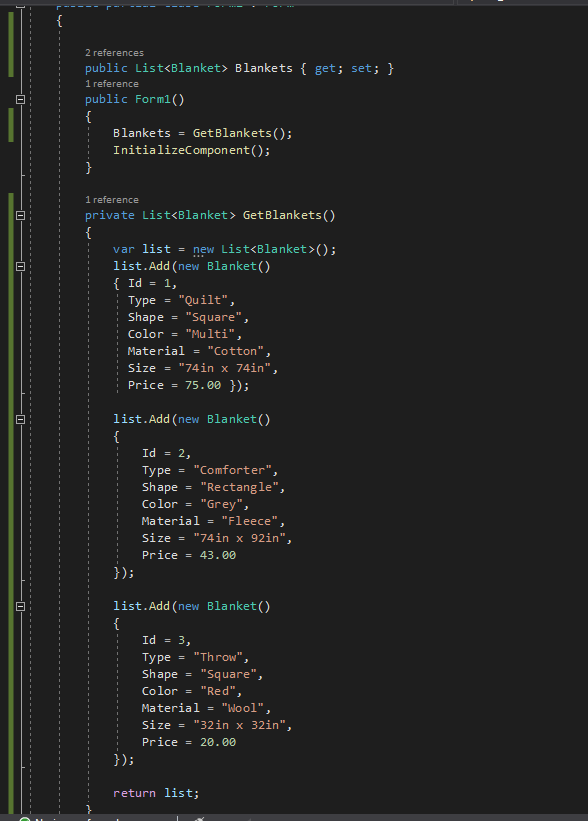 {
2 references
public List<Blanket> Blankets { get; set; }
1 reference
public Form1()
{
Blankets = GetBlankets();
InitializeComponent();
}
1 reference
private List<Blanket> GetBlankets()
{
var list = new List<Blanket>();
list.Add(new Blanket()
{ Id = 1,
Type = "Quilt",
Shape = "Square",
Color = "Multi",
Material = "Cotton",
Size = "74in x 74in",
Price = 75.00 });
list.Add(new Blanket()
{
Id = 2,
Type = "Comforter",
Shape = "Rectangle",
Color = "Grey",
Material = "Fleece",
Size = "74in x 92in",
Price = 43.00
});
list.Add(new Blanket()
{
Id = 3,
Type = "Throw",
Shape = "Square",
Color = "Red",
Material = "Wool",
Size = "32in x 32in",
Price = 20.00
});
return list;
}